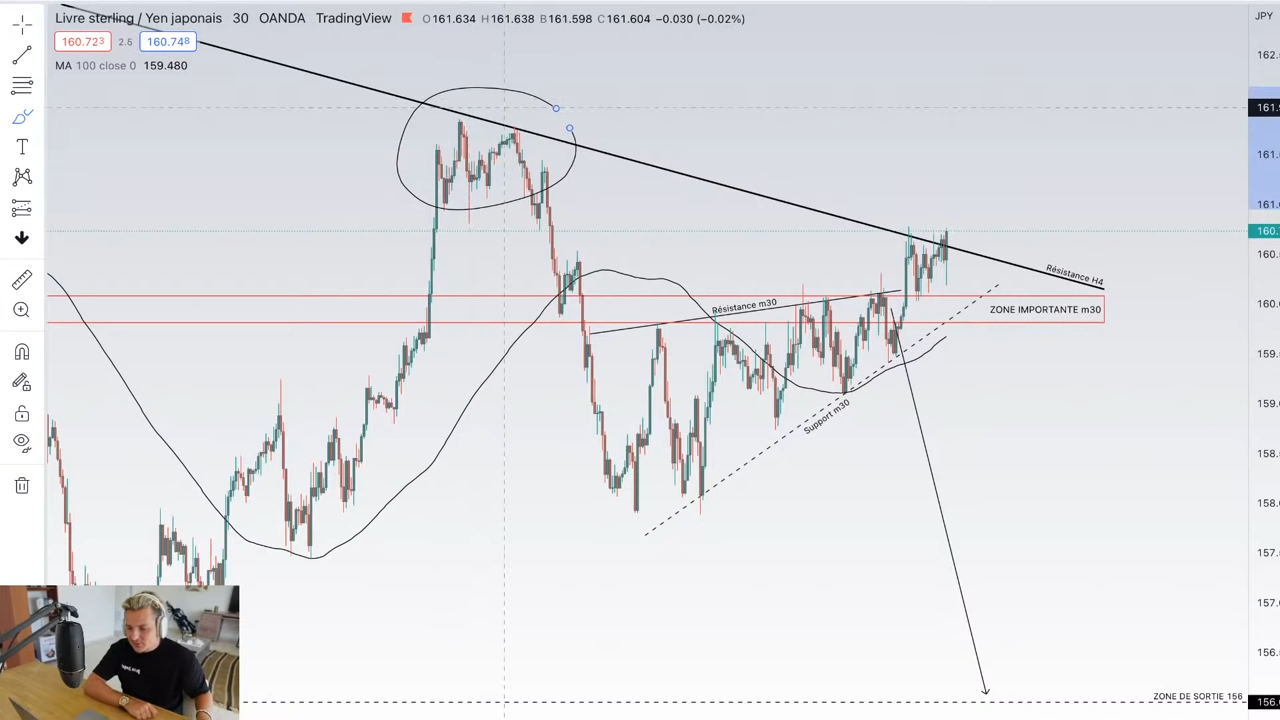 Livre sterling / Yen japonais 30 OANDA TradingView O161.634 H161.638 B161.598 C161.604 −0.030 (−0.02%)
JPY
160.723 2.5 160.748
MA 100 close 0 159.480
162.
161.
161.
161.
160.
Résistance H4
160.
Résistance m30
160.
ZONE IMPORTANTE m30
159.
159.
Support m30
158.
158.
157.
157.
156.
ZONE DE SORTIE 156
156.